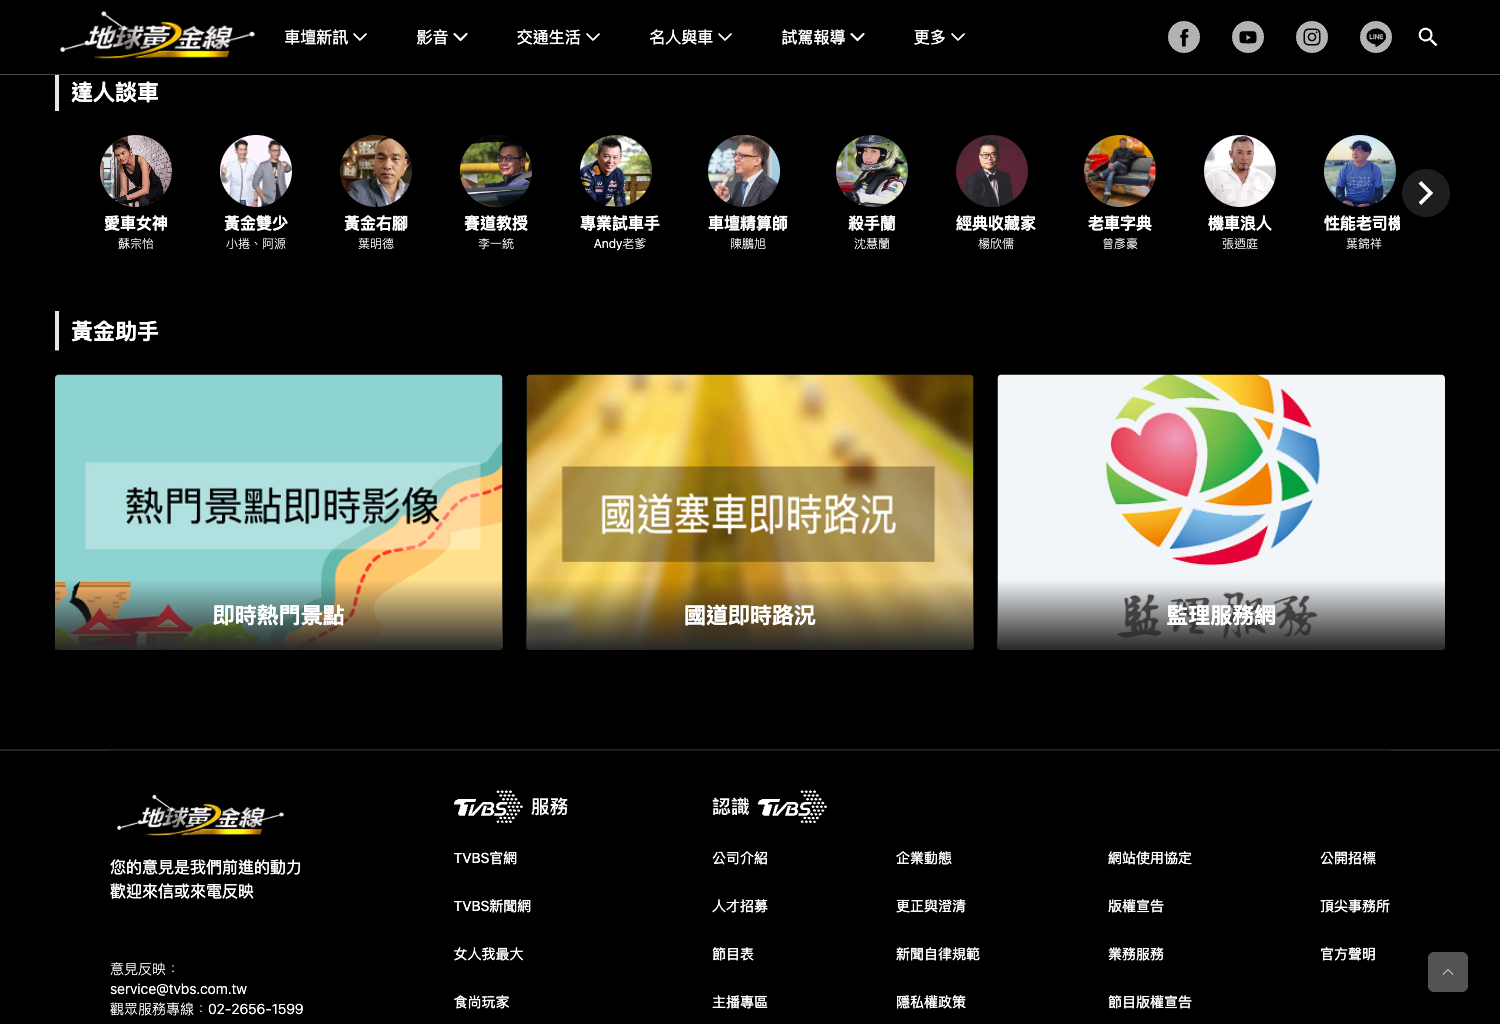 地球黃金線
車壇新訊
影音
交通生活
名人與車
試駕報導
更多
LINE
達人談車
愛車女神
蘇宗怡
黃金雙少
小捲、阿源
黃金右腳
葉明德
賽道教授
李一統
專業試車手
Andy老爹
車壇精算師
陳鵬旭
殺手蘭
沈慧蘭
經典收藏家
楊欣儒
老車字典
曾彥豪
機車浪人
張迺庭
性能老司機
葉錦祥
黃金助手
熱門景點即時影像
即時熱門景點
國道塞車即時路況
國道即時路況
監理服務
監理服務網
地球黃金線
您的意見是我們前進的動力
歡迎來信或來電反映
意見反映：
service@tvbs.com.tw
觀眾服務專線：02-2656-1599
TVBS 服務
TVBS官網
TVBS新聞網
女人我最大
食尚玩家
認識 TVBS
公司介紹
人才招募
節目表
主播專區
企業動態
更正與澄清
新聞自律規範
隱私權政策
網站使用協定
版權宣告
業務服務
節目版權宣告
公開招標
頂尖事務所
官方聲明